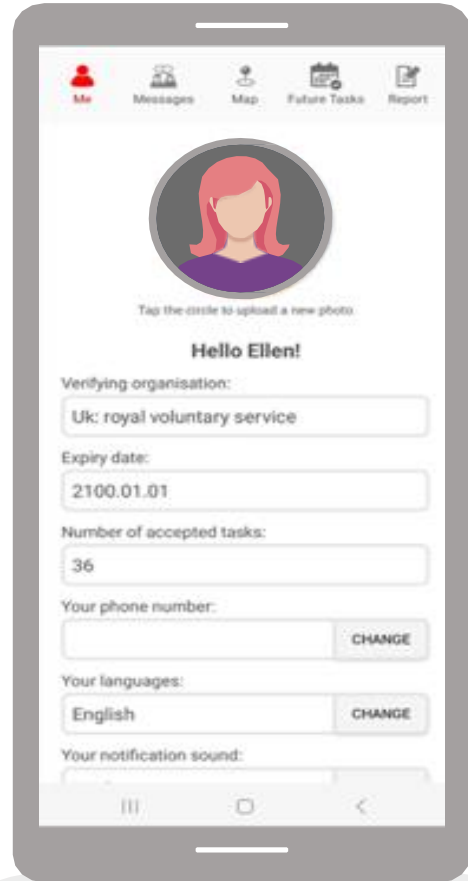 Me Messages Map Future Tasks Report
Tap the circle to upload a new photo
Hello Ellen!
Verifying organisation:
Uk: royal voluntary service
Expiry date:
2100.01.01
Number of accepted tasks:
36
Your phone number:
CHANGE
Your languages:
English CHANGE
Your notification sound: